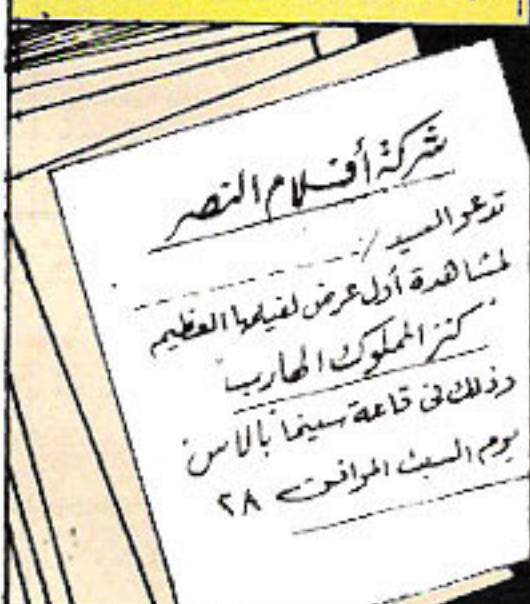 شركة أفلام النصر
تدعو السيد /
لمشاهدة أول عرض لفيلمها العظيم
"كنز المملوك الهارب"
وذلك فى قاعة سينما بالاس
يوم السبت الموافق ٢٨